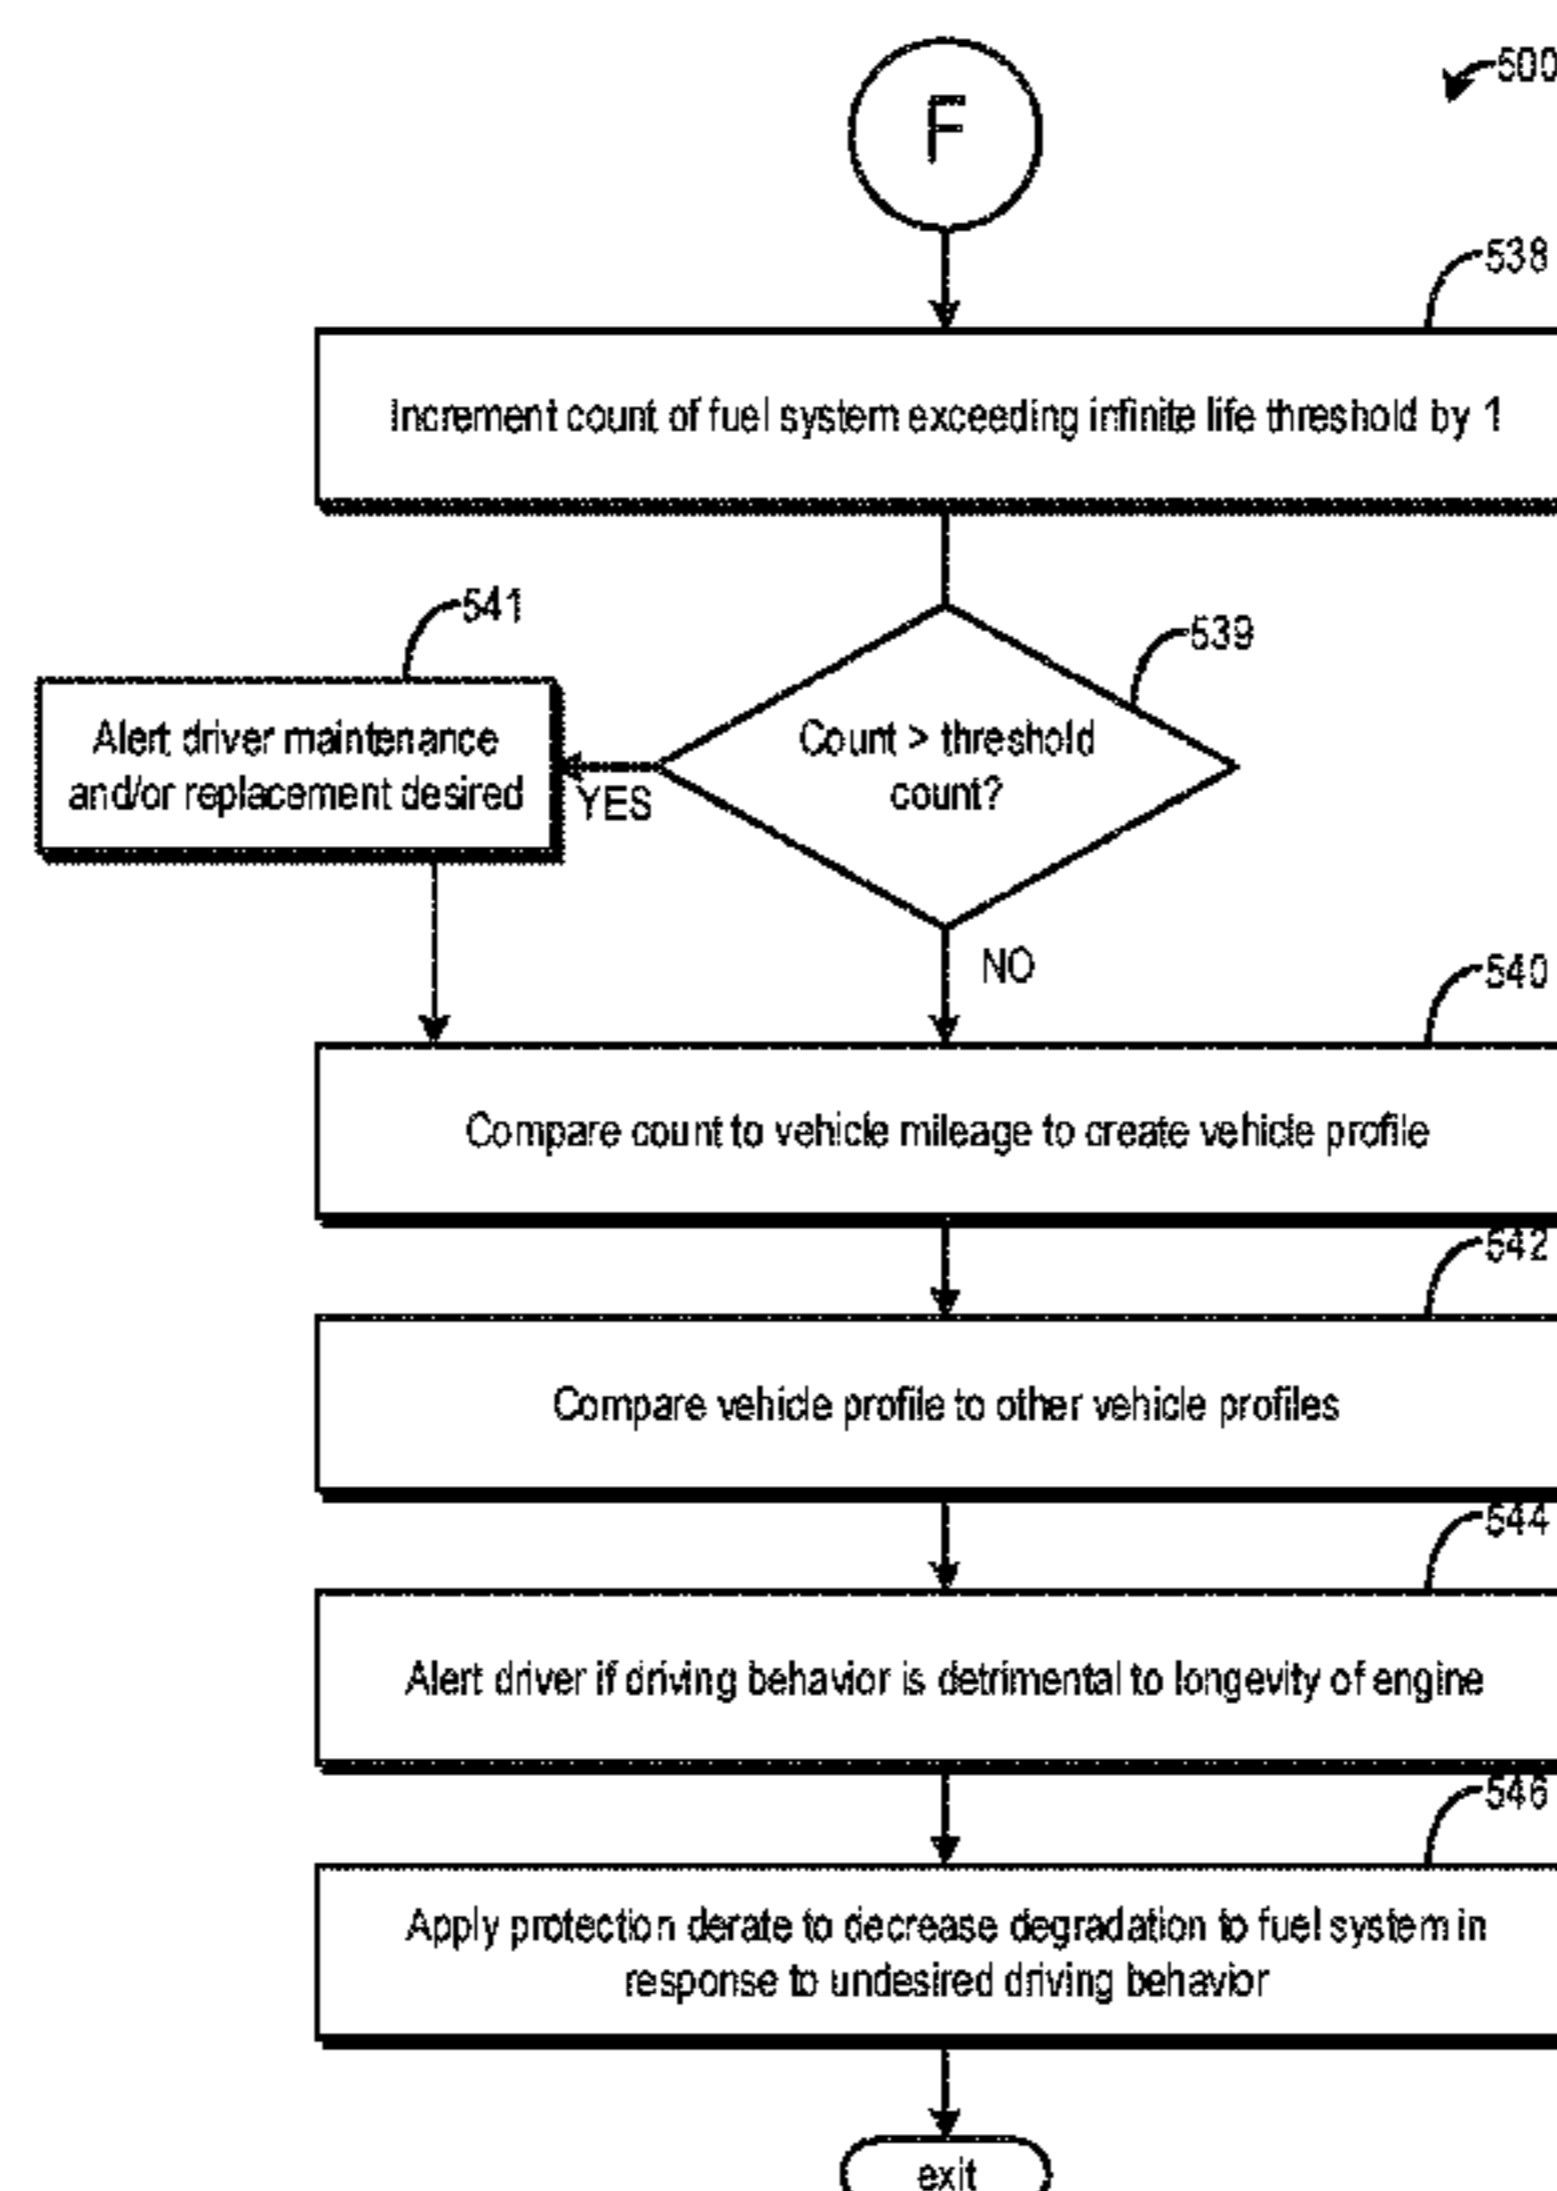 F
500
538
Increment count of fuel system exceeding infinite life threshold by 1
541
539
Alert driver maintenance
and/or replacement desired
YES
Count > threshold
count?
NO
540
Compare count to vehicle mileage to create vehicle profile
542
Compare vehicle profile to other vehicle profiles
544
Alert driver if driving behavior is detrimental to longevity of engine
546
Apply protection derate to decrease degradation to fuel system in
response to undesired driving behavior
exit